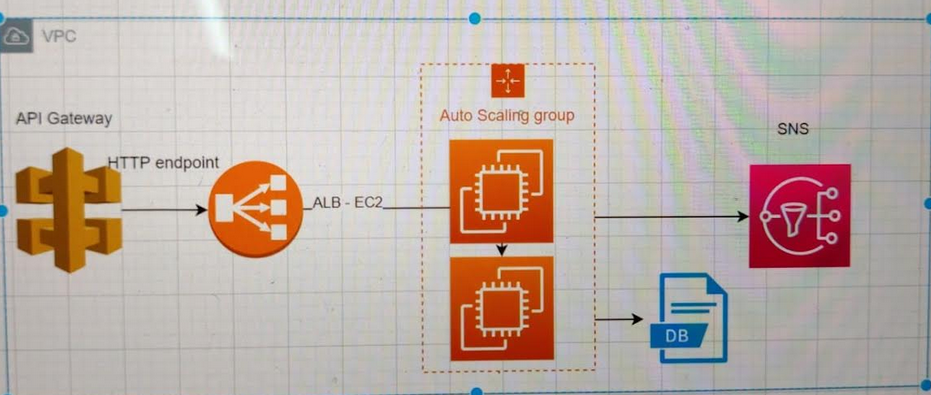 VPC
API Gateway
HTTP endpoint
ALB - EC2
Auto Scaling group
SNS
DB